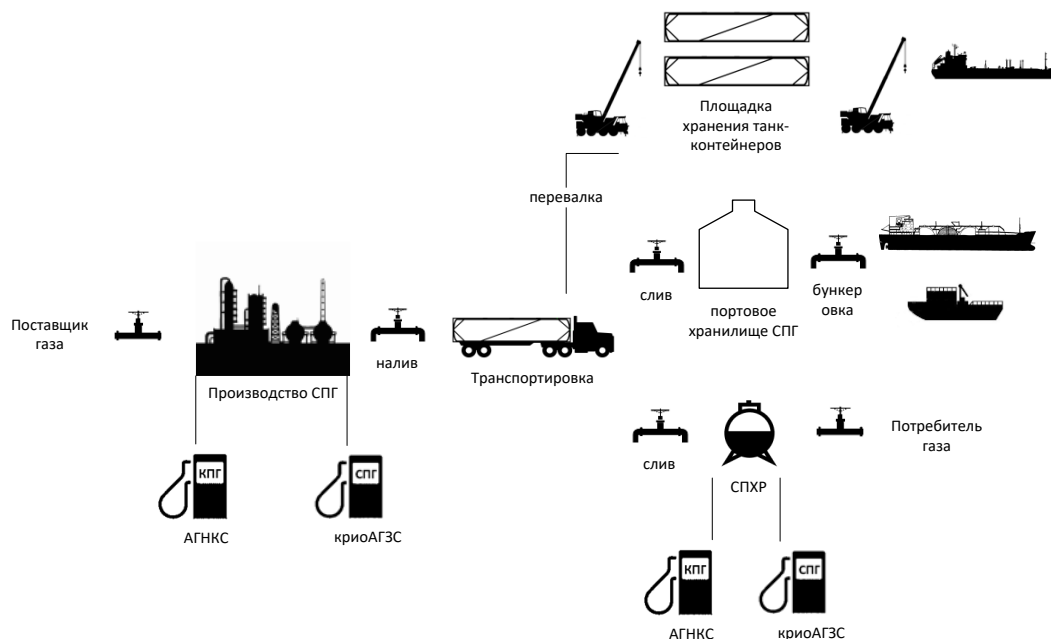 Площадка
хранения танк-
контейнеров
перевалка
слив
портовое
хранилище СПГ
бункер
овка
Поставщик
газа
налив
Производство СПГ
Транспортировка
Потребитель
газа
слив
СПХР
КПГ
СПГ
АГНКС
криоАГЗС
КПГ
СПГ
АГНКС
криоАГЗС